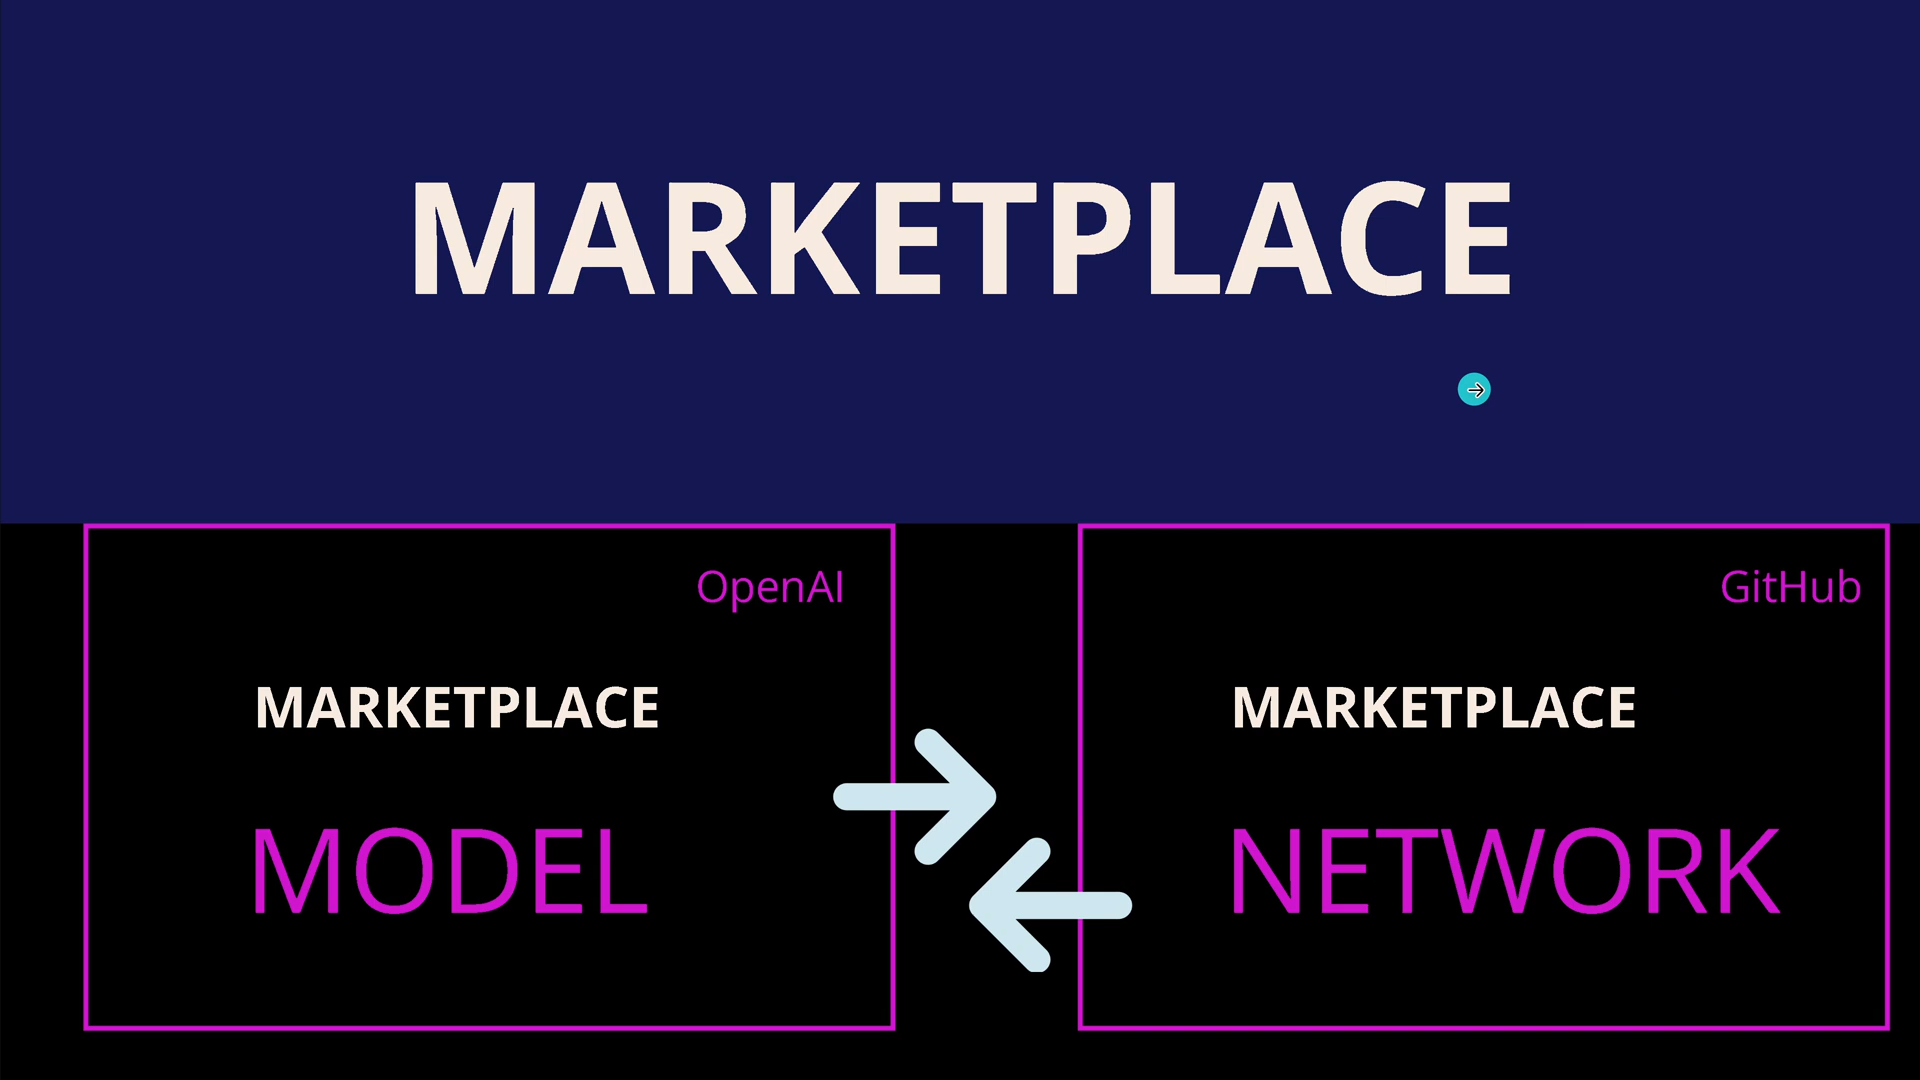 MARKETPLACE
OpenAI
MARKETPLACE
MODEL
GitHub
MARKETPLACE
NETWORK